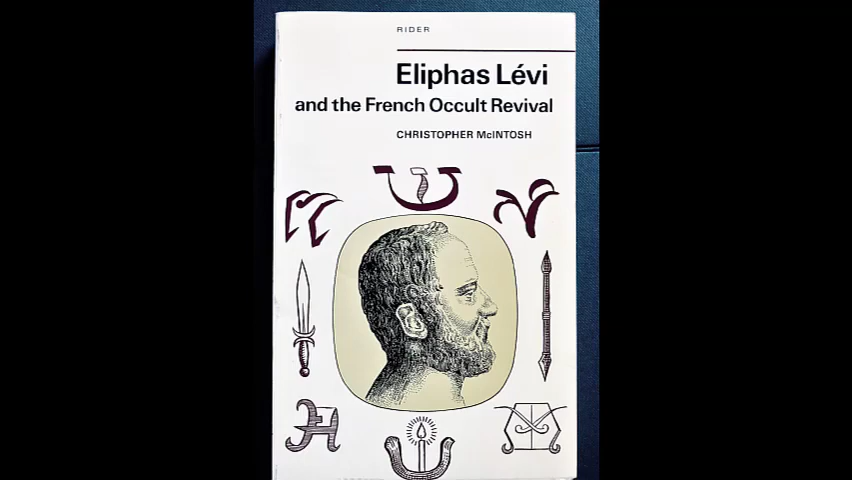 RIDER
Eliphas Lévi
and the French Occult Revival
CHRISTOPHER McINTOSH